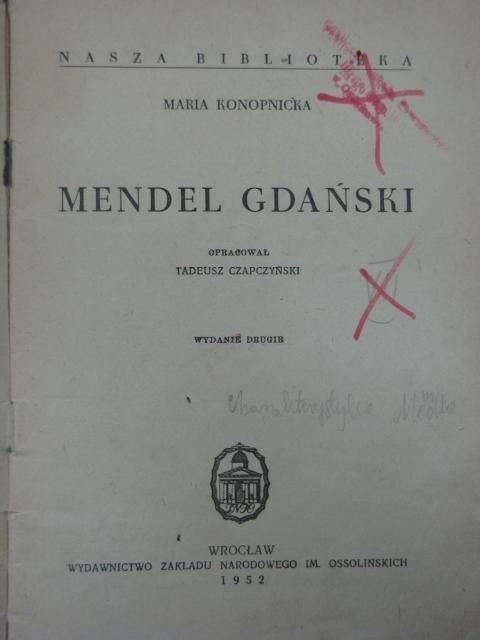 NASZA BIBLIOTEKA
MARIA KONOPNICKA
MENDEL GDAŃSKI
OPRACOWAŁ
TADEUSZ CZAPCZYŃSKI
WYDANIE DRUGIE
WROCŁAW
WYDAWNICTWO ZAKŁADU NARODOWEGO IM. OSSOLIŃSKICH
1952